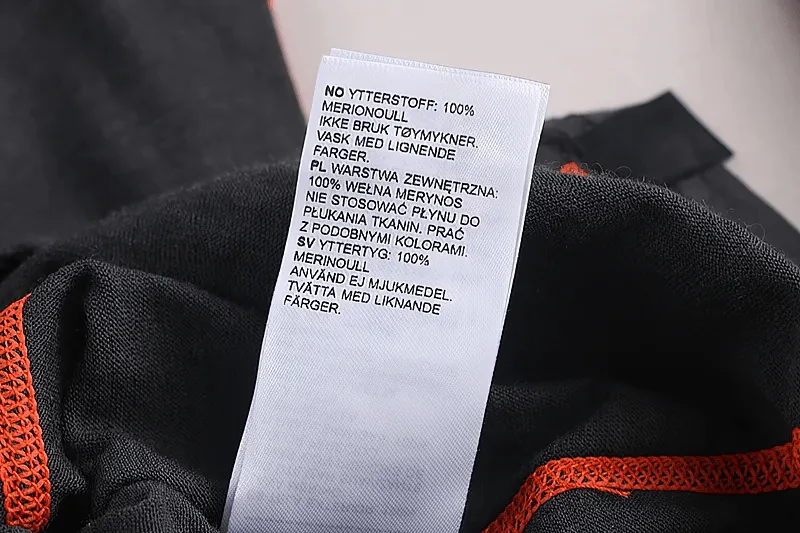 NO YTTERSTOFF: 100%
MERIONOULL
IKKE BRUK TØYMYKNER.
VASK MED LIGNENDE
FARGER.
PL WARSTWA ZEWNĘTRZNA:
100% WEŁNA MERYNOS
NIE STOSOWAĆ PŁYNU DO
PŁUKANIA TKANIN. PRAĆ
Z PODOBNYMI KOLORAMI.
SV YTTERTYG: 100%
MERINOULL
ANVÄND EJ MJUKMEDEL.
TVÄTTA MED LIKNANDE
FÄRGER.